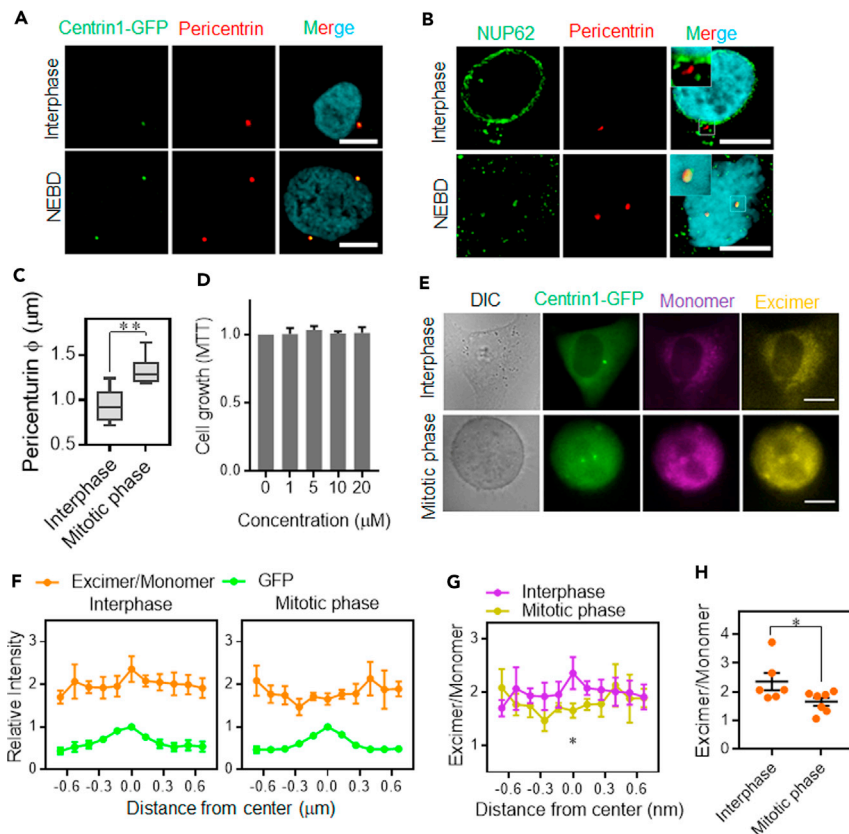 A
Centrin1-GFP Pericentrin Merge
Interphase
NEBD
B
NUP62 Pericentrin Merge
Interphase
NEBD
C
**
Pericenturin ϕ (μm)
1.5
1.0
0.5
Interphase
Mitotic phase
D
Cell growth (MTT)
1.0
0.5
0.0
0 1 5 10 20
Concentration (μM)
E
DIC Centrin1-GFP Monomer Excimer
Interphase
Mitotic phase
F
Excimer/Monomer GFP
Interphase Mitotic phase
Relative Intensity
3
2
1
0
-0.6 -0.3 0.0 0.3 0.6 -0.6 -0.3 0.0 0.3 0.6
Distance from center (μm)
G
Interphase
Mitotic phase
Excimer/Monomer
3
2
1
*
-0.6 -0.3 0.0 0.3 0.6
Distance from center (nm)
H
*
Excimer/Monomer
4
3
2
1
0
Interphase
Mitotic phase